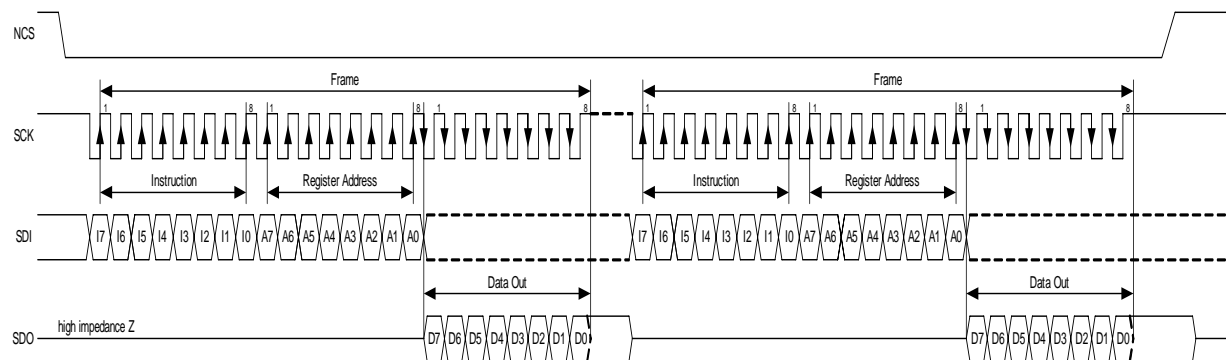 NCS
Frame Frame
SCK 1 8 1 8 1 8 1 8 1 8 1 8
Instruction Register Address Instruction Register Address
SDI I7 I6 I5 I4 I3 I2 I1 I0 A7 A6 A5 A4 A3 A2 A1 A0 I7 I6 I5 I4 I3 I2 I1 I0 A7 A6 A5 A4 A3 A2 A1 A0
Data Out Data Out
SDO high impedance Z D7 D6 D5 D4 D3 D2 D1 D0 D7 D6 D5 D4 D3 D2 D1 D0